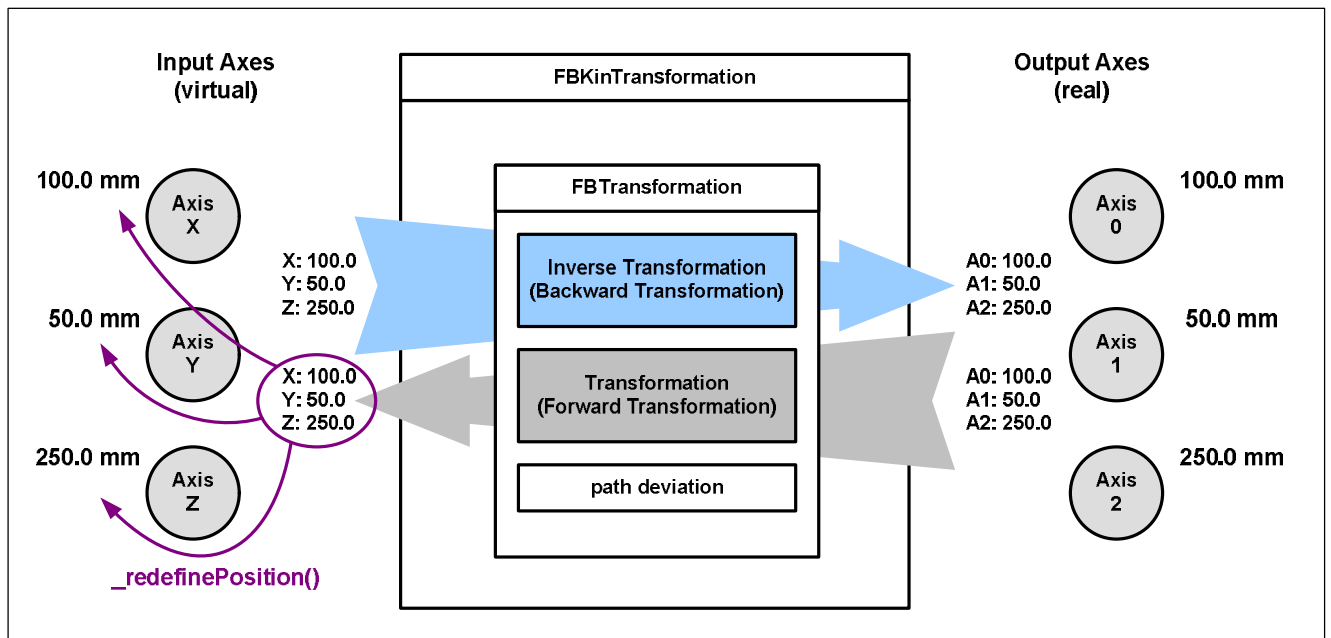 Input Axes
(virtual)
100.0 mm
Axis
X
50.0 mm
Axis
Y
250.0 mm
Axis
Z
X: 100.0
Y: 50.0
Z: 250.0
X: 100.0
Y: 50.0
Z: 250.0
_redefinePosition()
FBKinTransformation
FBTransformation
Inverse Transformation
(Backward Transformation)
Transformation
(Forward Transformation)
path deviation
A0: 100.0
A1: 50.0
A2: 250.0
A0: 100.0
A1: 50.0
A2: 250.0
Output Axes
(real)
Axis
0
100.0 mm
Axis
1
50.0 mm
Axis
2
250.0 mm